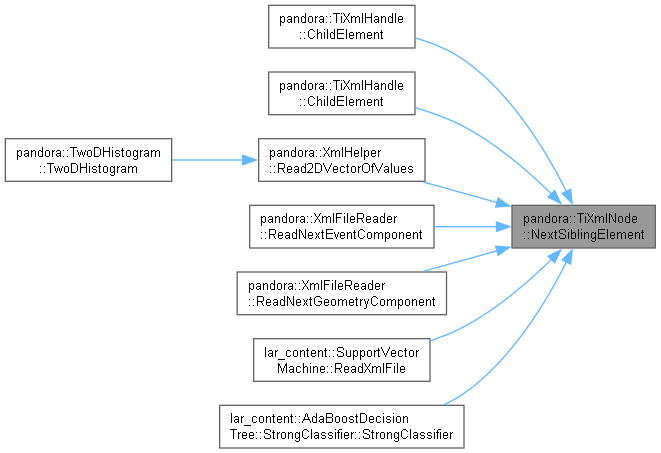 pandora::TiXmlHandle
::ChildElement
pandora::TiXmlHandle
::ChildElement
pandora::TwoDHistogram
::TwoDHistogram
pandora::XmlHelper
::Read2DVectorOfValues
pandora::XmlFileReader
::ReadNextEventComponent
pandora::TiXmlNode
::NextSiblingElement
pandora::XmlFileReader
::ReadNextGeometryComponent
lar_content::SupportVector
Machine::ReadXmlFile
lar_content::AdaBoostDecision
Tree::StrongClassifier::StrongClassifier